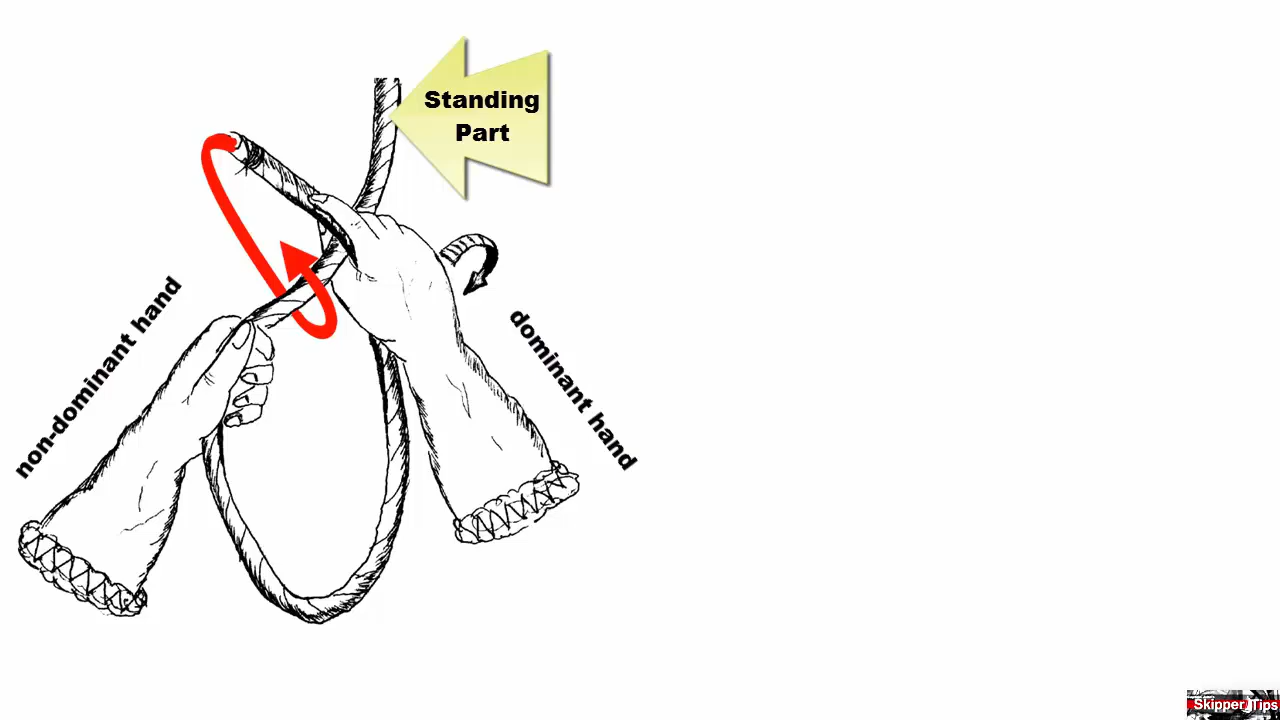 Standing
Part
non-dominant hand
dominant hand
Skipper Tips